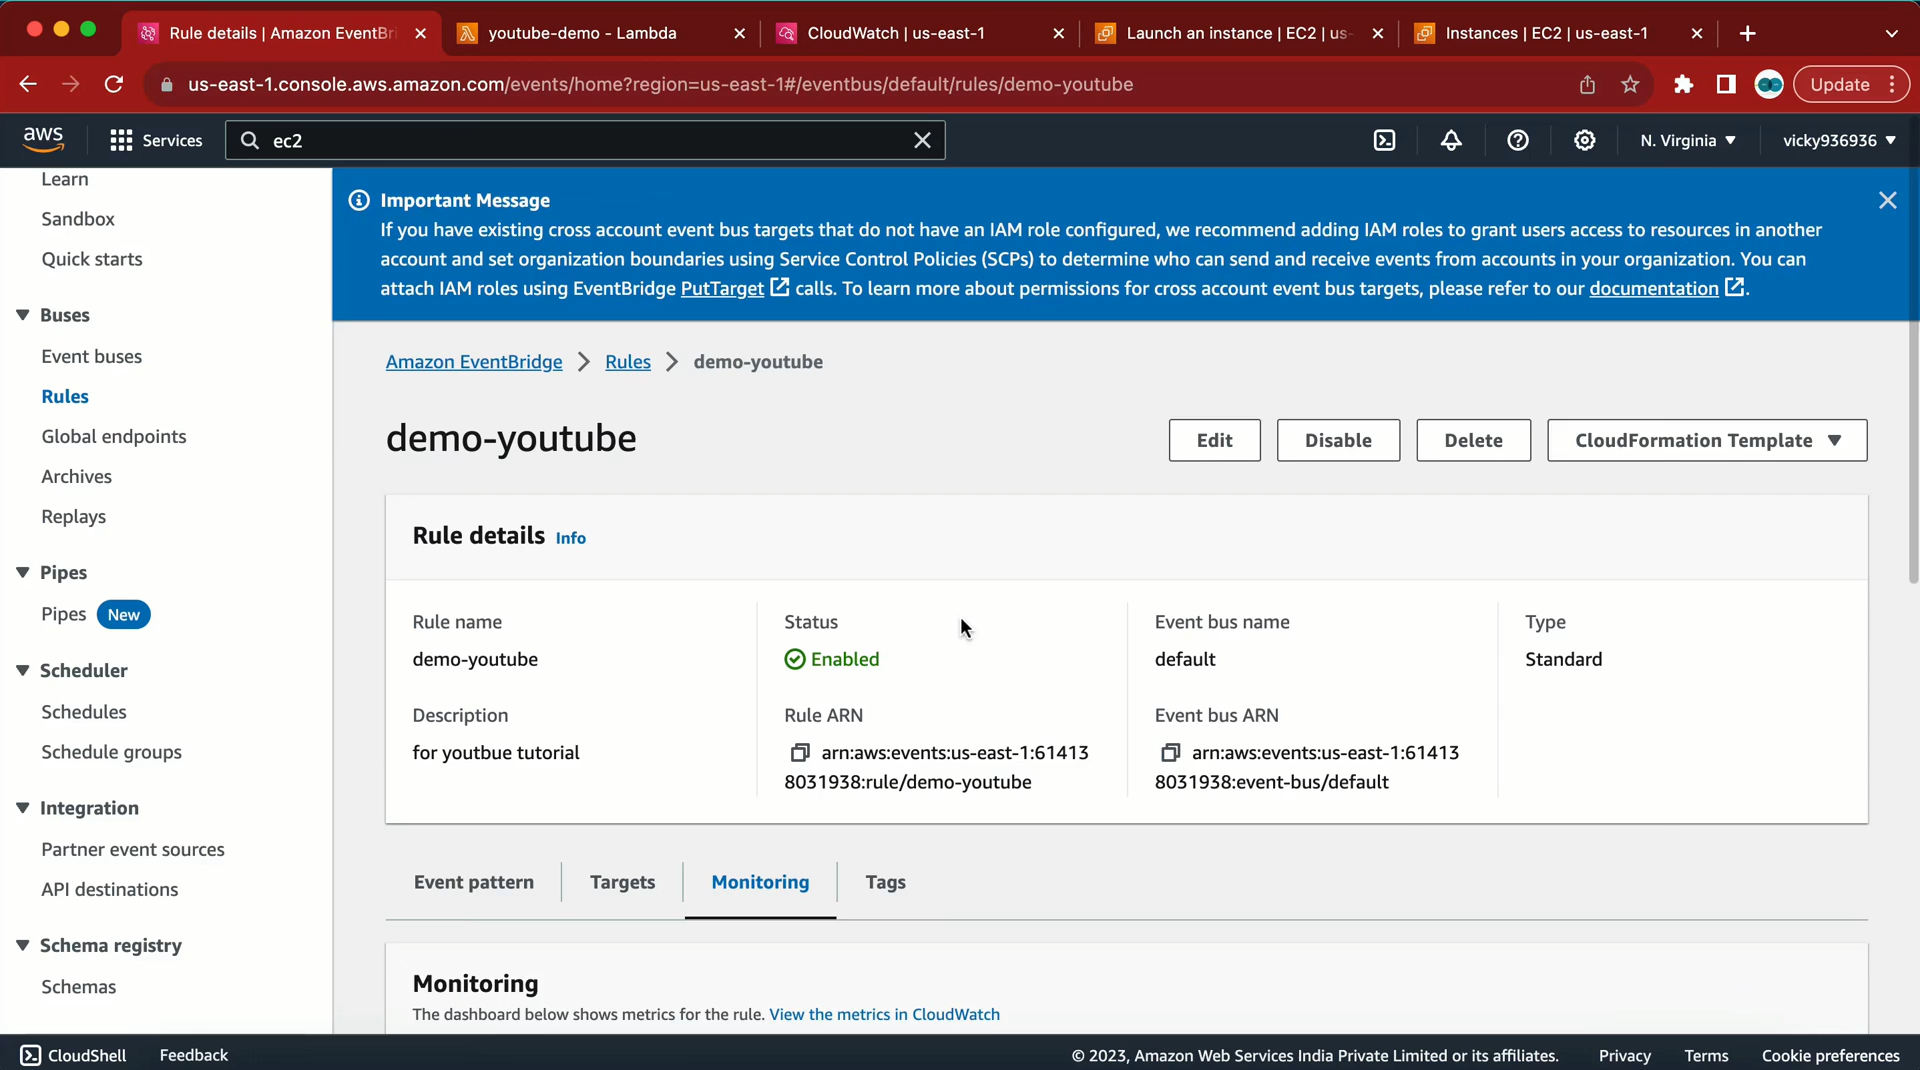 Rule details | Amazon EventBri
youtube-demo - Lambda
CloudWatch | us-east-1
Launch an instance | EC2 | us-
Instances | EC2 | us-east-1
us-east-1.console.aws.amazon.com/events/home?region=us-east-1#/eventbus/default/rules/demo-youtube
Update
aws
Services
ec2
N. Virginia
vicky936936
Learn
Sandbox
Quick starts
Buses
Event buses
Rules
Global endpoints
Archives
Replays
Pipes
Pipes New
Scheduler
Schedules
Schedule groups
Integration
Partner event sources
API destinations
Schema registry
Schemas
Important Message
If you have existing cross account event bus targets that do not have an IAM role configured, we recommend adding IAM roles to grant users access to resources in another
account and set organization boundaries using Service Control Policies (SCPs) to determine who can send and receive events from accounts in your organization. You can
attach IAM roles using EventBridge PutTarget calls. To learn more about permissions for cross account event bus targets, please refer to our documentation .
Amazon EventBridge > Rules > demo-youtube
demo-youtube
Edit
Disable
Delete
CloudFormation Template
Rule details Info
Rule name
demo-youtube
Description
for youtbue tutorial
Status
Enabled
Rule ARN
arn:aws:events:us-east-1:61413
8031938:rule/demo-youtube
Event bus name
default
Event bus ARN
arn:aws:events:us-east-1:61413
8031938:event-bus/default
Type
Standard
Event pattern
Targets
Monitoring
Tags
Monitoring
The dashboard below shows metrics for the rule. View the metrics in CloudWatch
CloudShell
Feedback
© 2023, Amazon Web Services India Private Limited or its affiliates.
Privacy
Terms
Cookie preferences